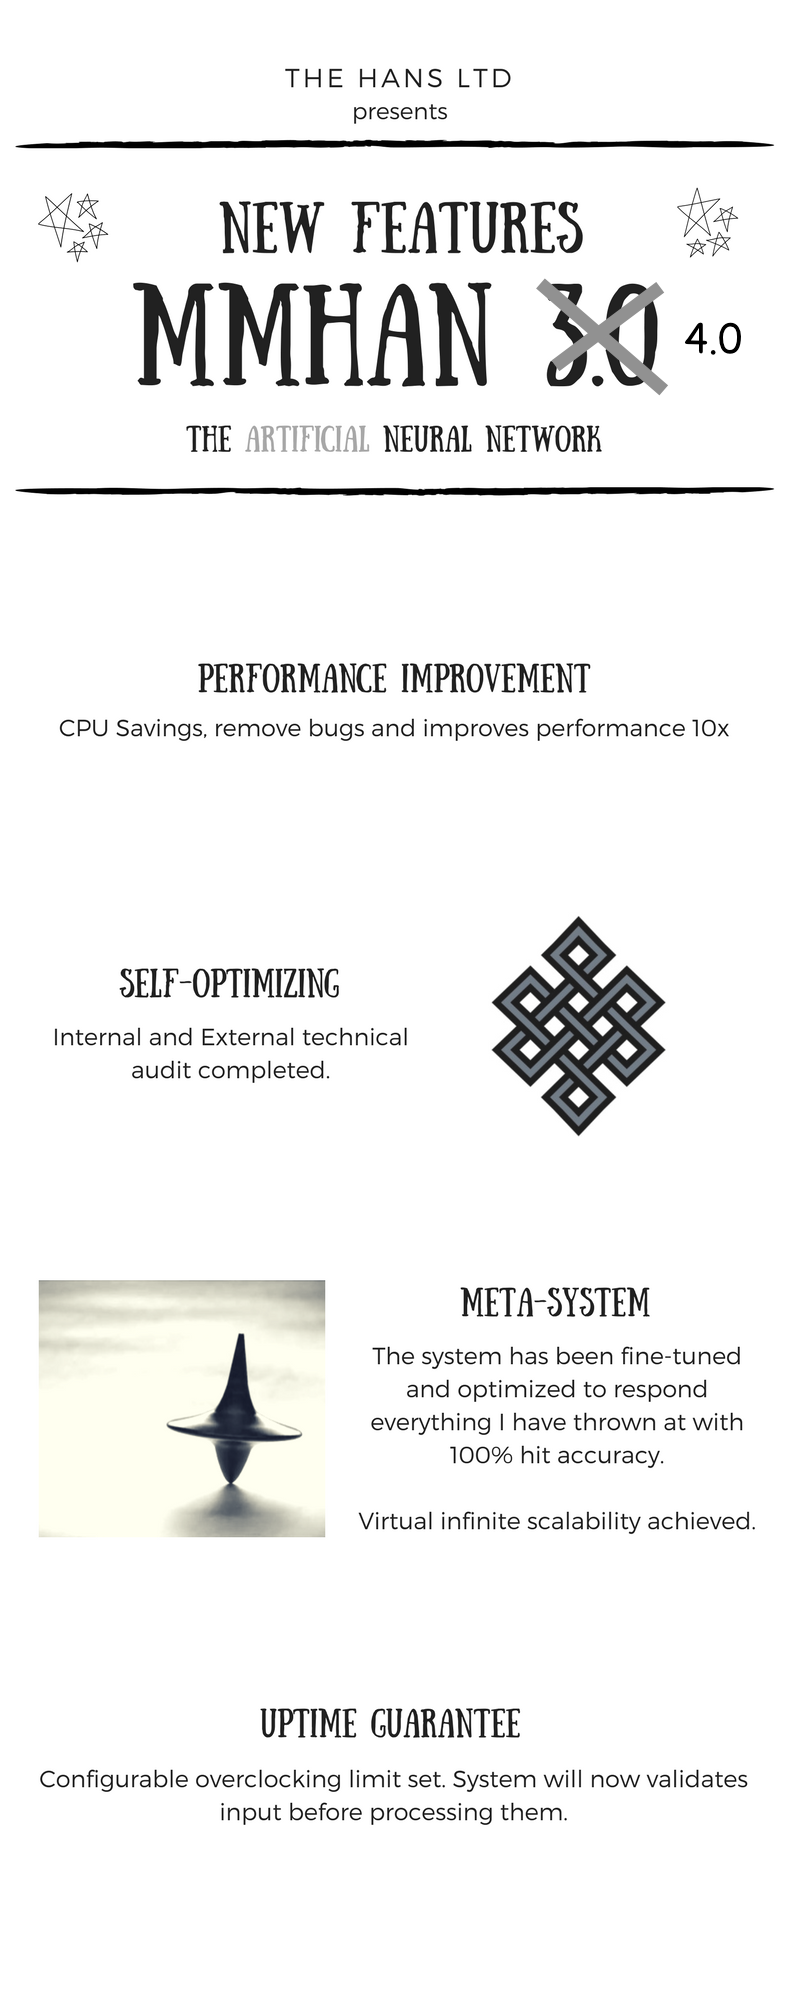 THE HANS LTD
presents
NEW FEATURES
MMHAN 3.0 4.0
THE ARTIFICIAL NEURAL NETWORK
PERFORMANCE IMPROVEMENT
CPU Savings, remove bugs and improves performance 10x
SELF-OPTIMIZING
Internal and External technical
audit completed.
META-SYSTEM
The system has been fine-tuned
and optimized to respond
everything I have thrown at with
100% hit accuracy.
Virtual infinite scalability achieved.
UPTIME GUARANTEE
Configurable overclocking limit set. System will now validates
input before processing them.